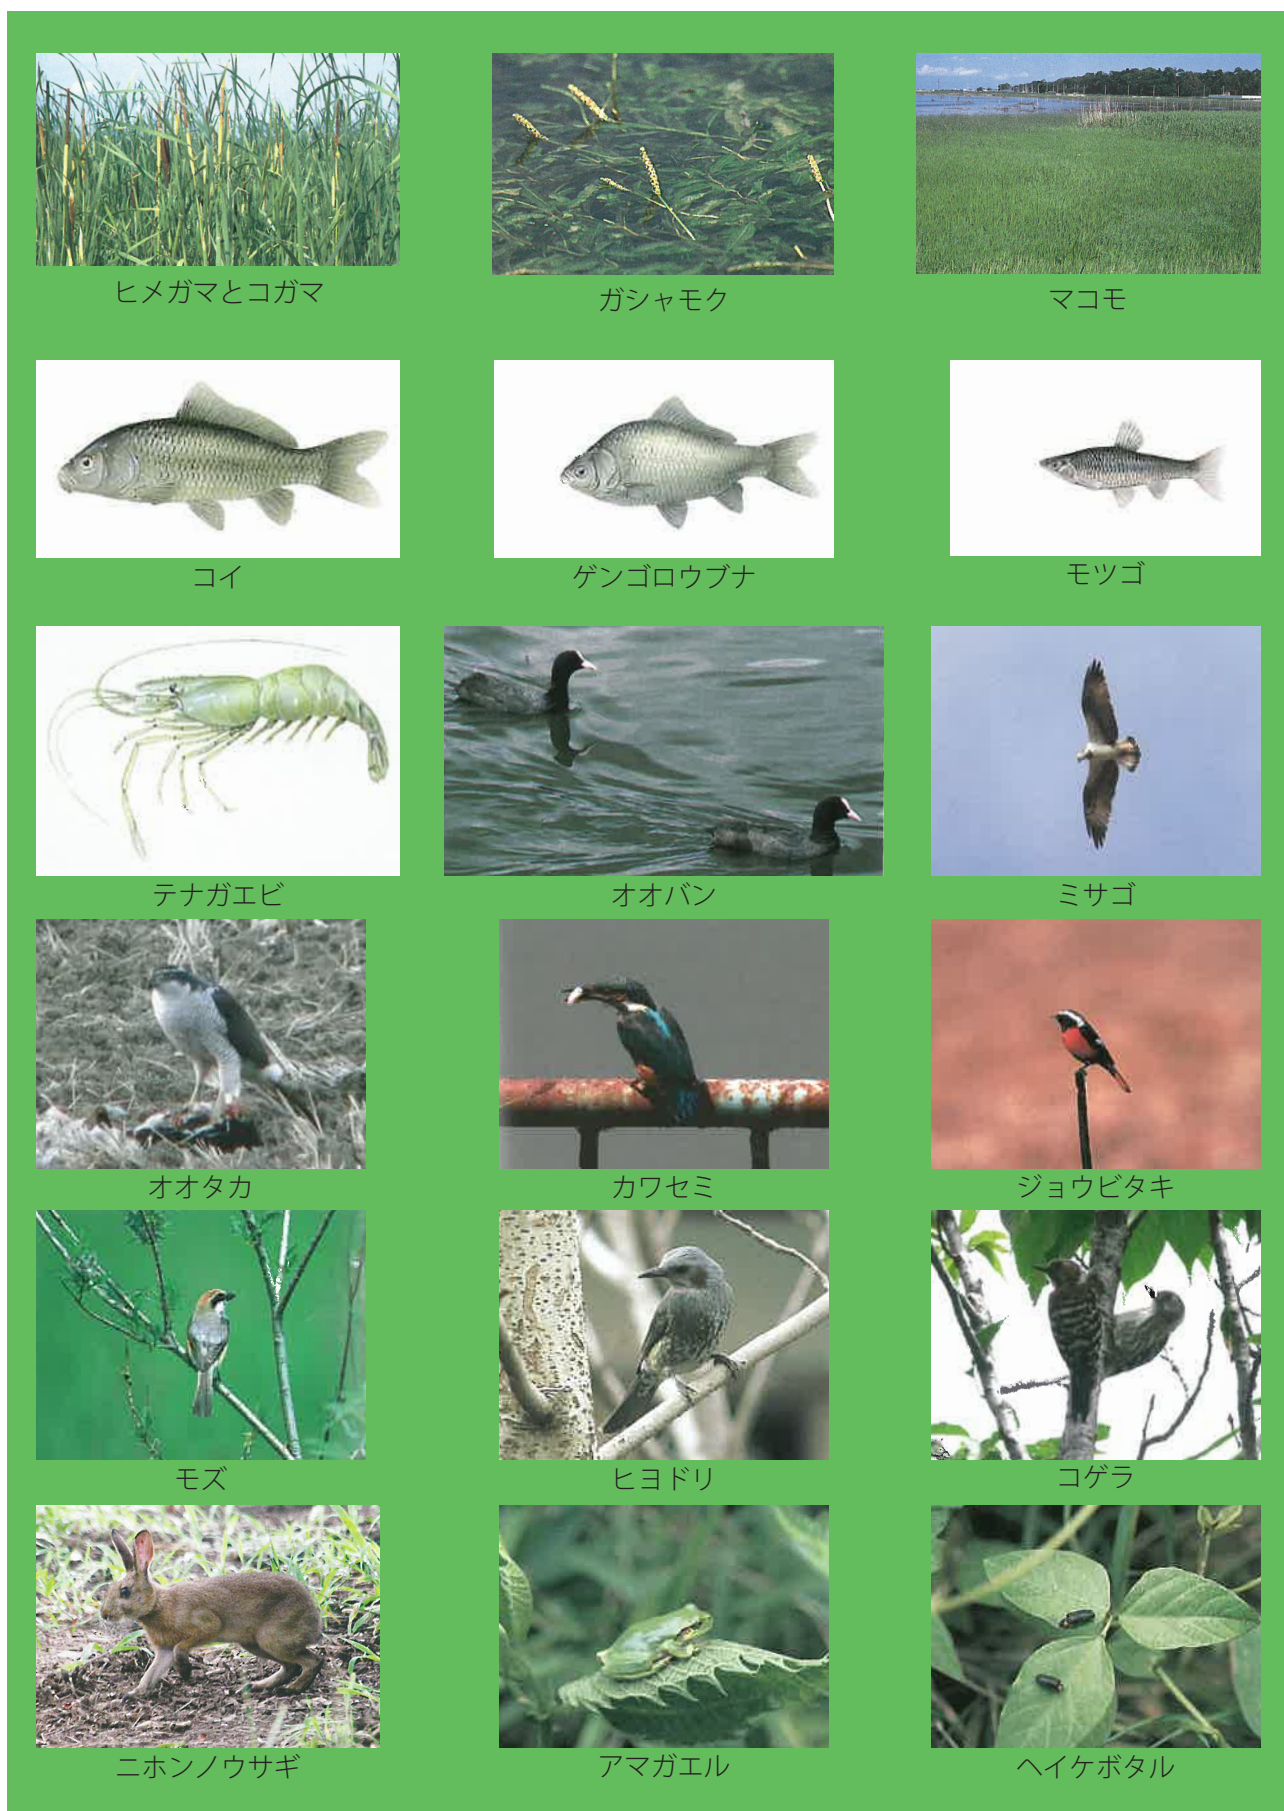 ヒメガマとコガマ
ガシャモク
マコモ
コイ
ゲンゴロウブナ
モツゴ
テナガエビ
オオバン
ミサゴ
オオタカ
カワセミ
ジョウビタキ
モズ
ヒヨドリ
コゲラ
ニホンノウサギ
アマガエル
ヘイケボタル